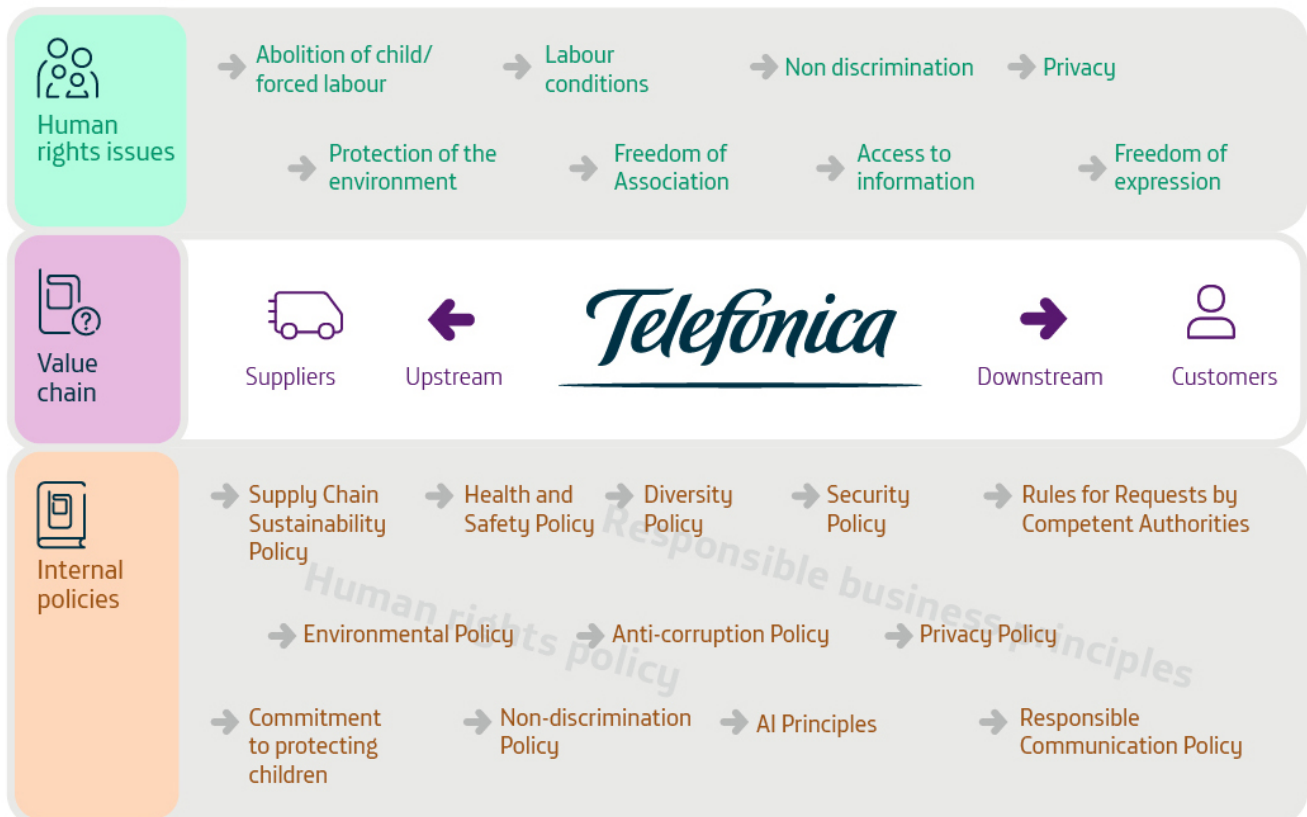 Human
rights issues
Abolition of child/
forced labour
Labour
conditions
Non discrimination
Privacy
Protection of the
environment
Freedom of
Association
Access to
information
Freedom of
expression
Value
chain
Suppliers
Upstream
Telefónica
Downstream
Customers
Internal
policies
Supply Chain
Sustainability
Policy
Health and
Safety Policy
Diversity
Policy
Security
Policy
Rules for Requests by
Competent Authorities
Responsible business principles
Human rights policy
Environmental Policy
Anti-corruption Policy
Privacy Policy
Commitment
to protecting
children
Non-discrimination
Policy
AI Principles
Responsible
Communication Policy